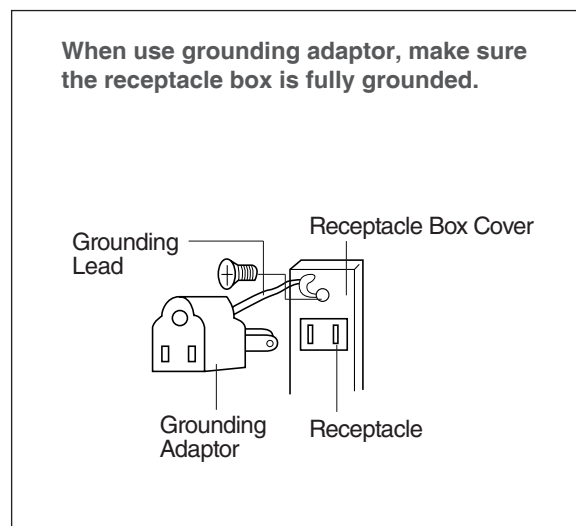 When use grounding adaptor, make sure
the receptacle box is fully grounded.
Grounding
Lead
Receptacle Box Cover
Grounding
Adaptor
Receptacle